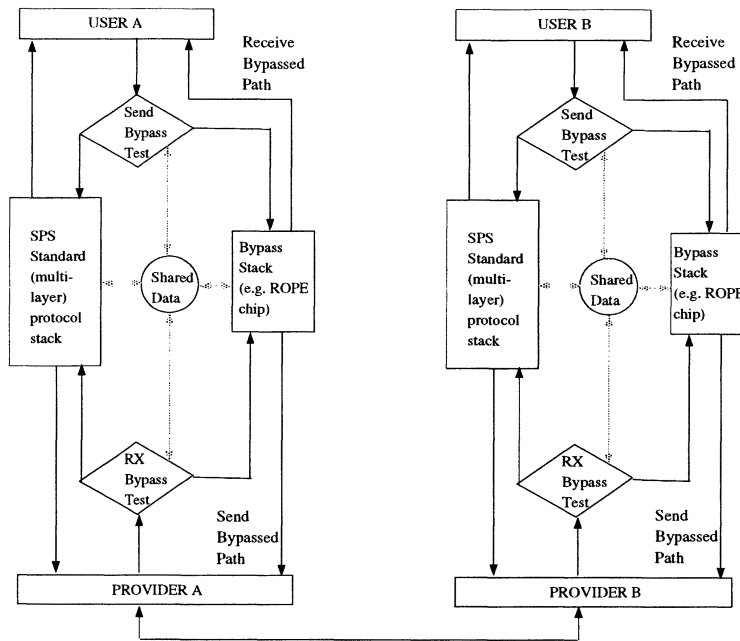 USER A
Receive
Bypassed
Path
Send
Bypass
Test
SPS
Standard
(multi-
layer)
protocol
stack
Shared
Data
Bypass
Stack
(e.g. ROPE
chip)
RX
Bypass
Test
Send
Bypassed
Path
PROVIDER A
USER B
Receive
Bypassed
Path
Send
Bypass
Test
SPS
Standard
(multi-
layer)
protocol
stack
Shared
Data
Bypass
Stack
(e.g. ROPE
chip)
RX
Bypass
Test
Send
Bypassed
Path
PROVIDER B